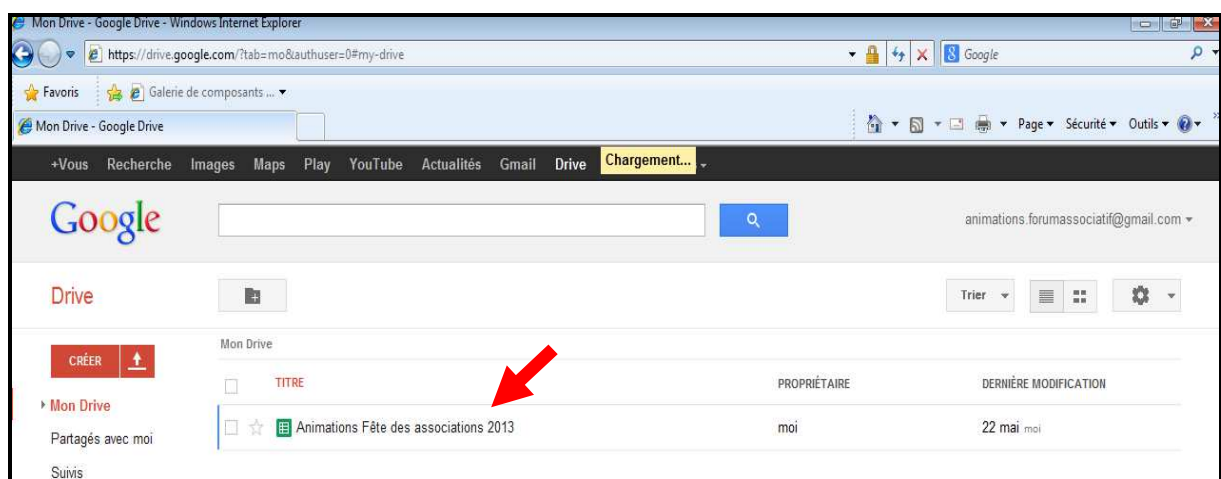 Mon Drive - Google Drive - Windows Internet Explorer
https://drive.google.com/?tab=mo&authuser=0#my-drive
Google
Favoris Galerie de composants ...
Mon Drive - Google Drive
Page Sécurité Outils
+Vous Recherche Images Maps Play YouTube Actualités Gmail Drive Chargement...
Google
animations.forumassociatif@gmail.com
Drive
Trier
CRÉER
Mon Drive
TITRE PROPRIÉTAIRE DERNIÈRE MODIFICATION
Mon Drive
Animations Fête des associations 2013 moi 22 mai moi
Partagés avec moi
Suivis